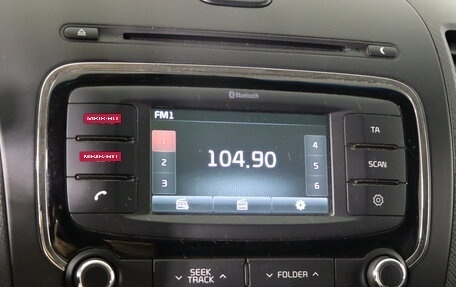 Bluetooth
FM1
1
2
3
104.90
4
5
6
TA
SCAN
SEEK
TRACK
FOLDER